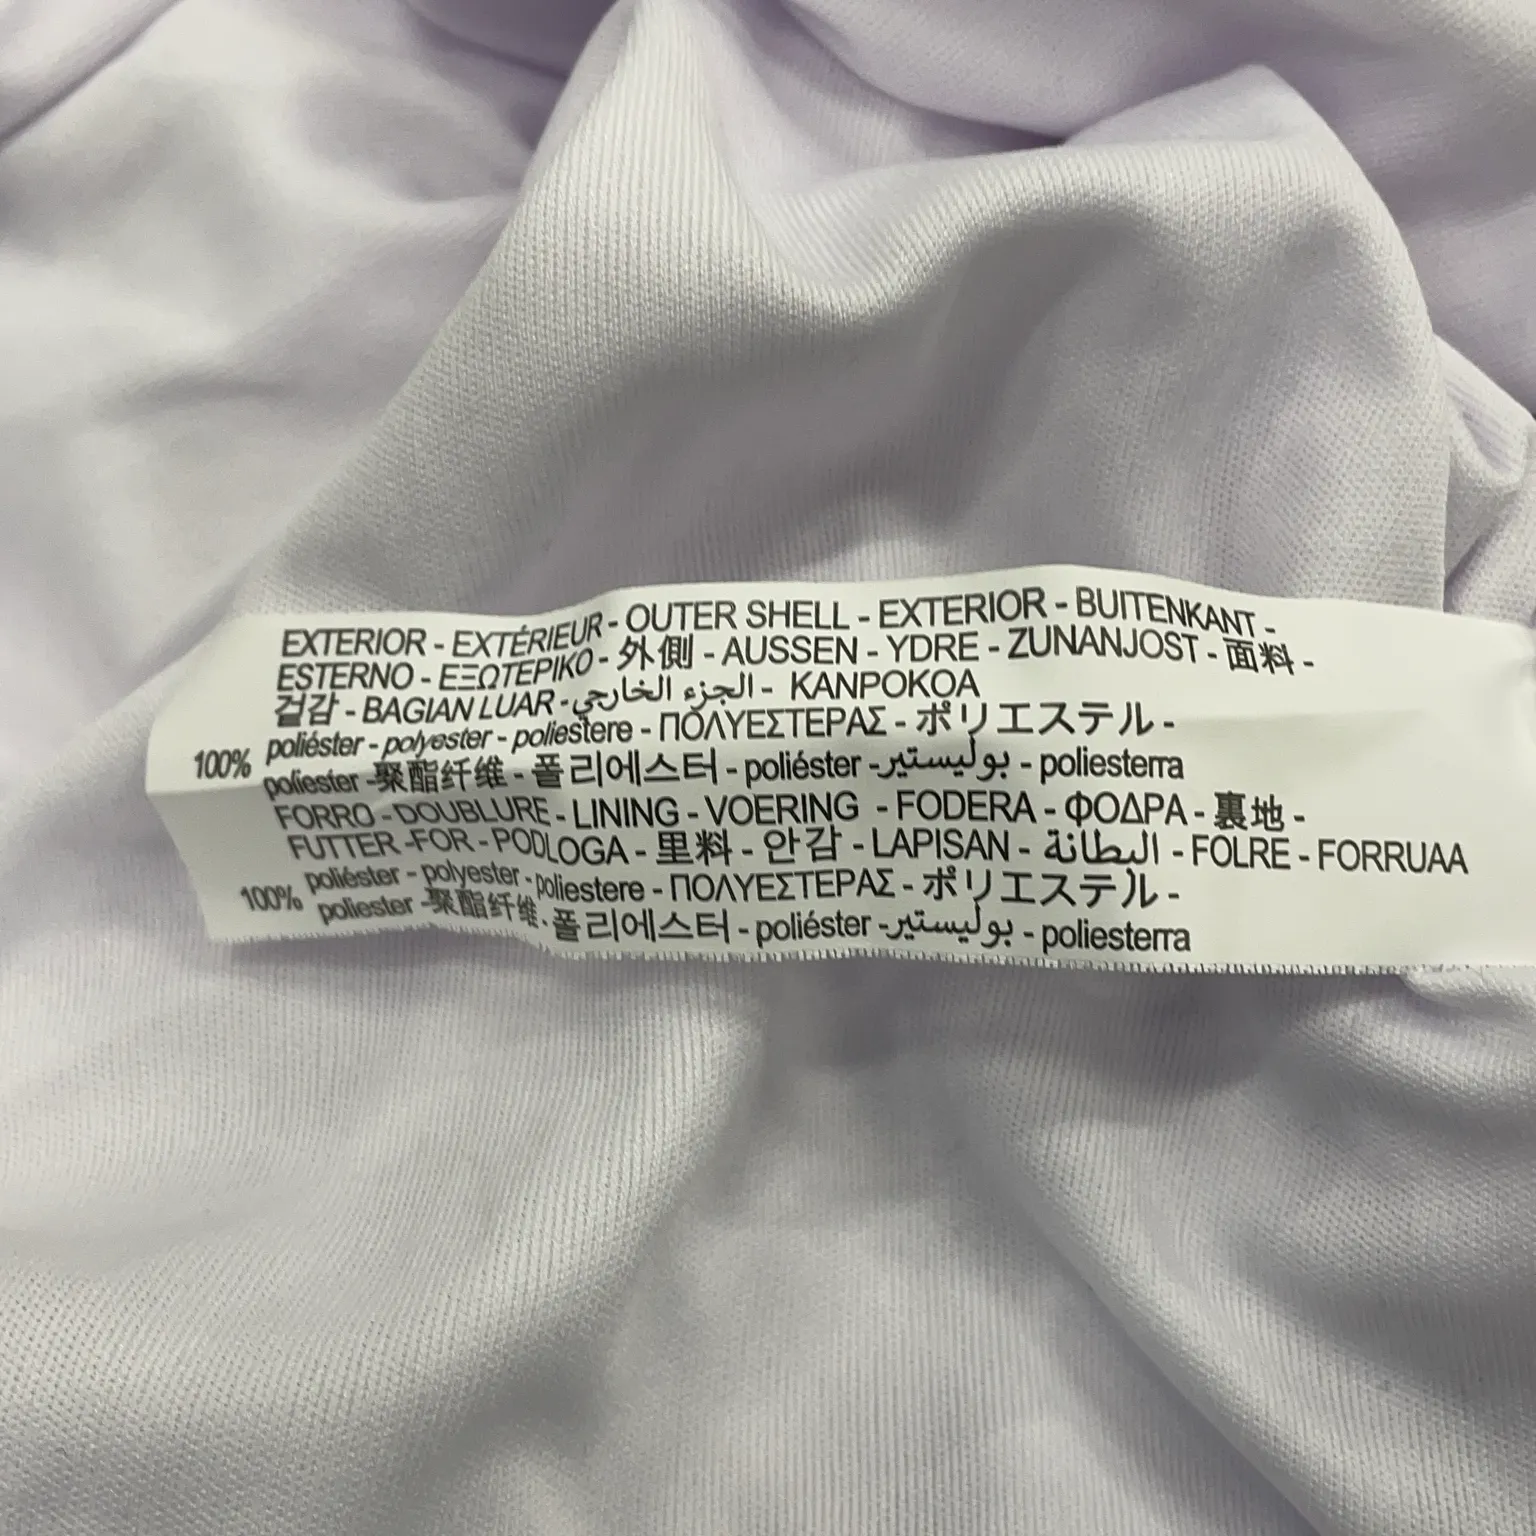 EXTERIOR - EXTÉRIEUR - OUTER SHELL - EXTERIOR - BUITENKANT -
ESTERNO - ΕΞΩΤΕΡΙΚΟ - 外側 - AUSSEN - YDRE - ZUNANJOST - 面料 -
겉감 - BAGIAN LUAR - الجزء الخارجي - KANPOKOA
100% poliéster - polyester - poliestere - ΠΟΛΥΕΣΤΕΡΑΣ - ポリエステル -
poliester -聚酯纤维 - 폴리에스터 - poliéster -بوليستير - poliesterra
FORRO - DOUBLURE - LINING - VOERING - FODERA - ΦΟΔΡΑ - 裏地 -
FUTTER -FOR - PODLOGA - 里料 - 안감 - LAPISAN - البطانة - FOLRE - FORRUAA
100% poliéster - polyester - poliestere - ΠΟΛΥΕΣΤΕΡΑΣ - ポリエステル -
poliester -聚酯纤维 - 폴리에스터 - poliéster -بوليستير - poliesterra